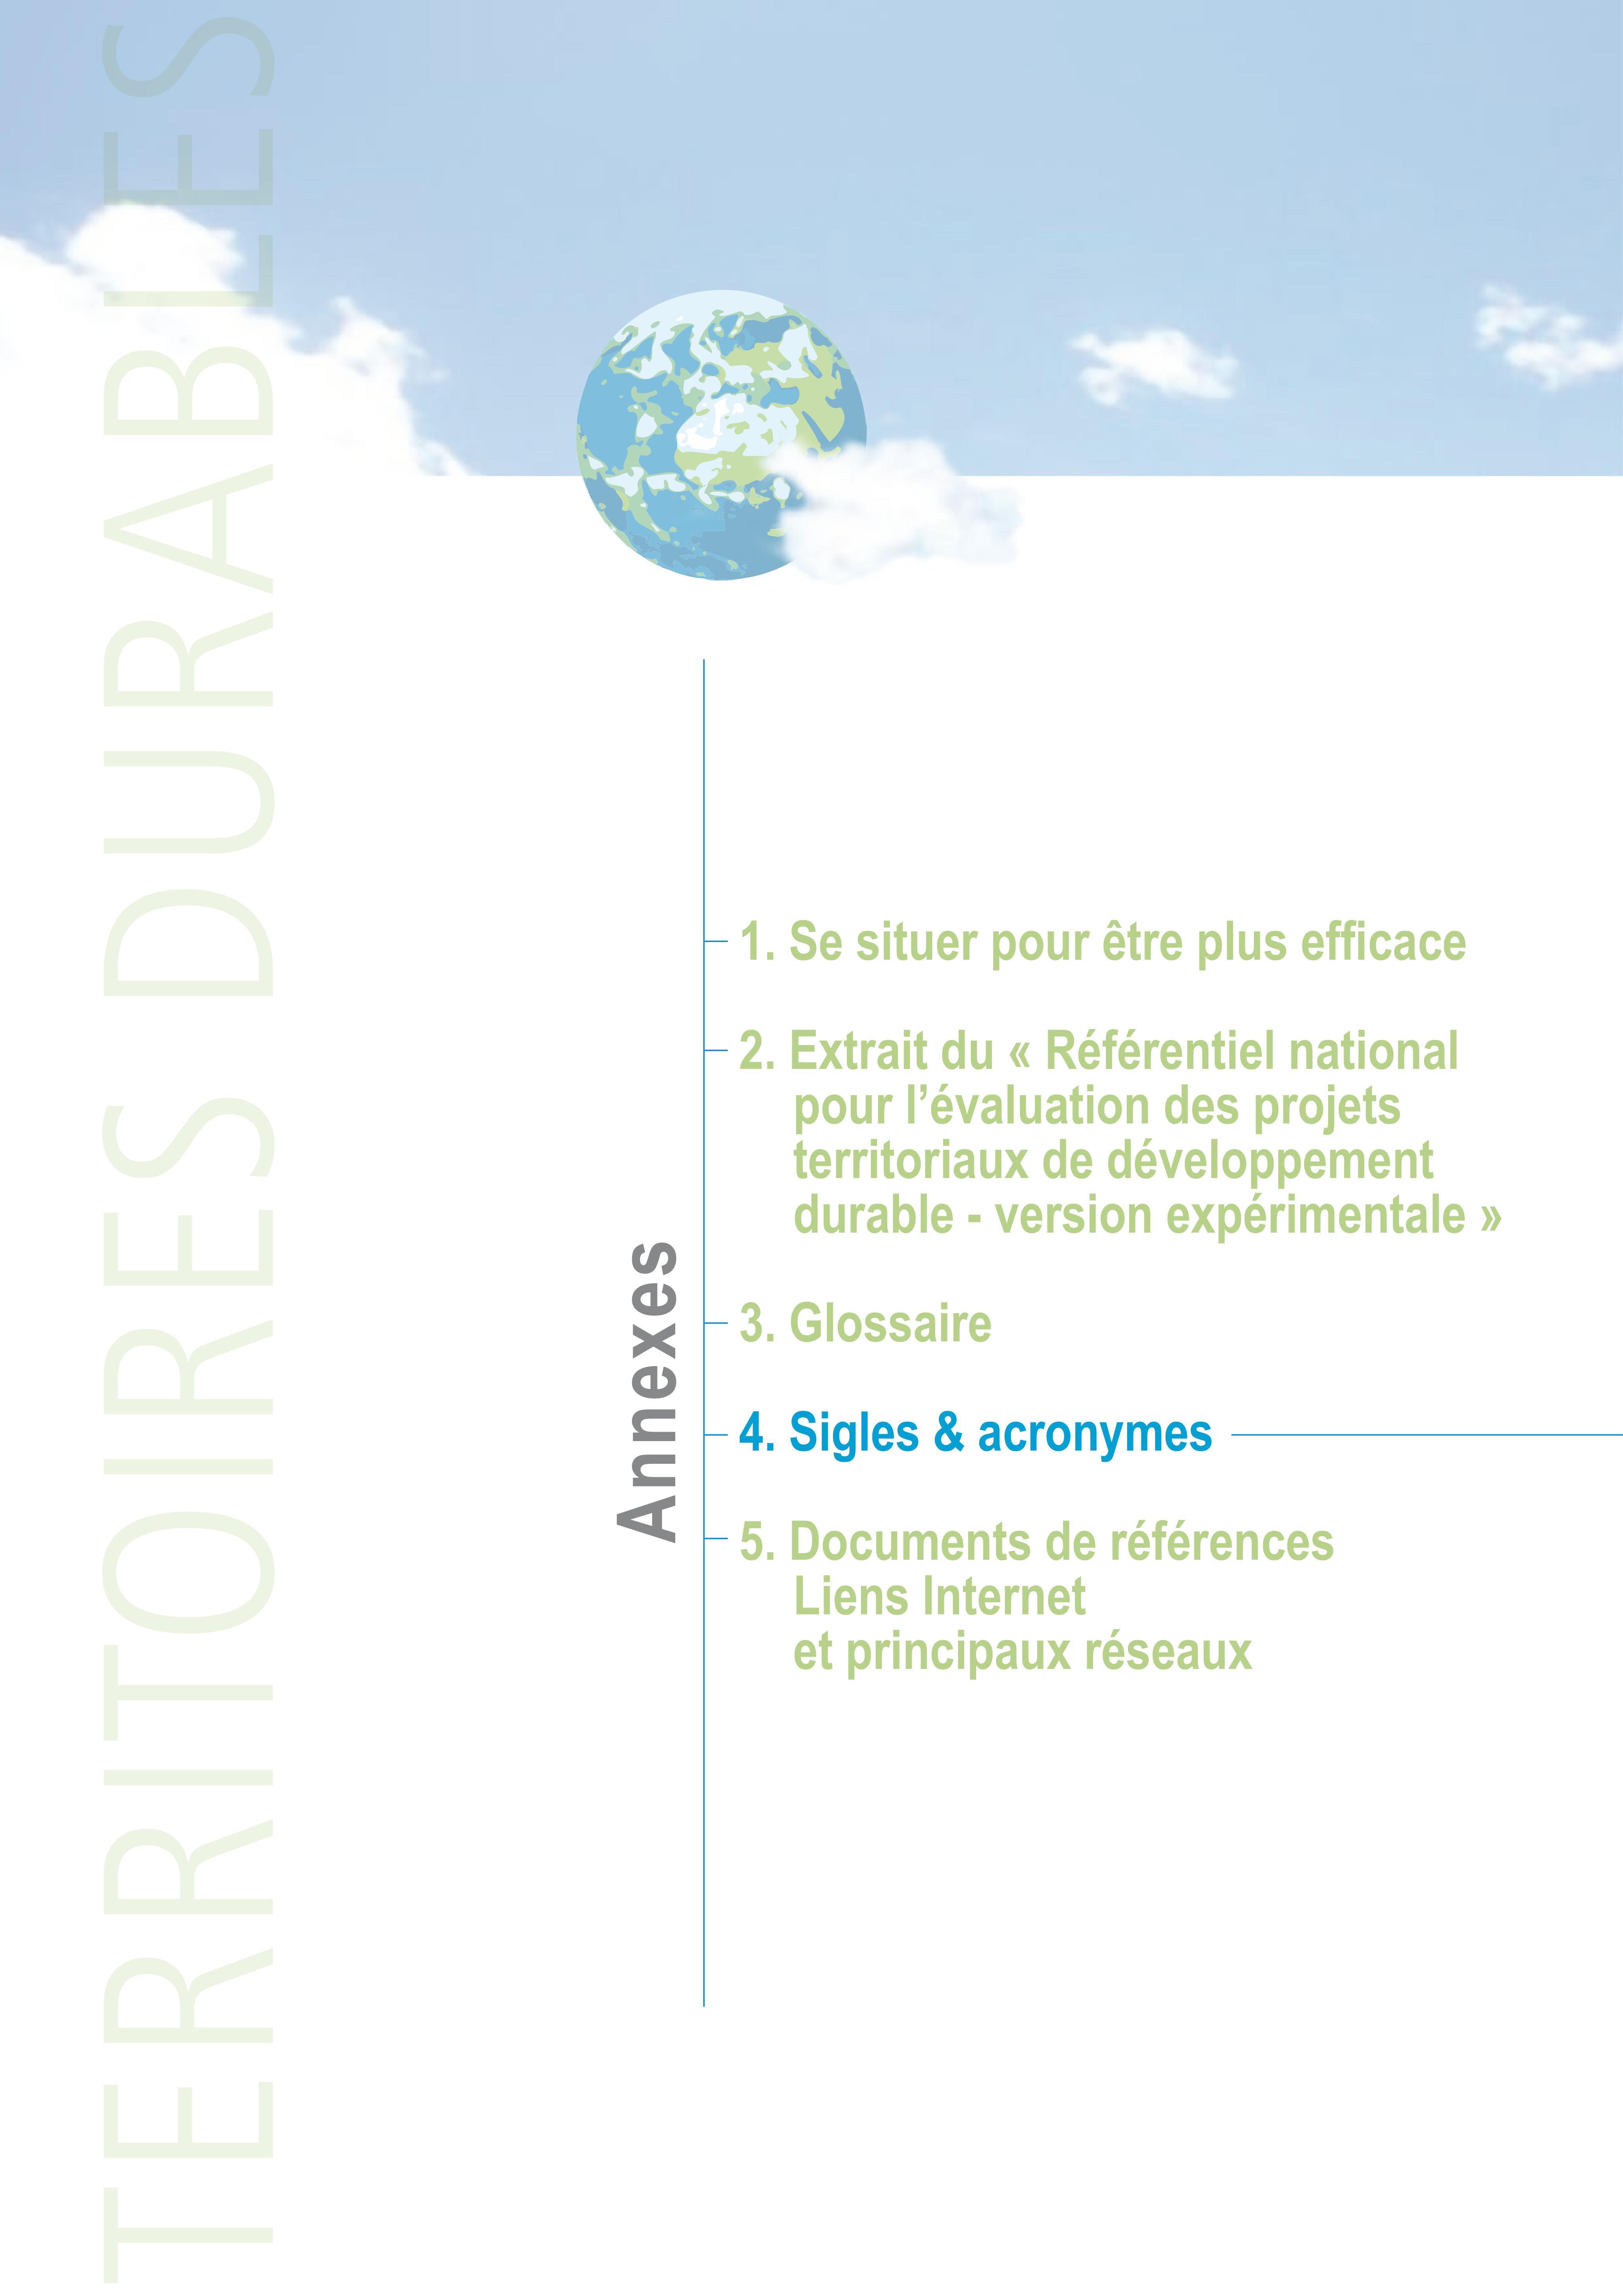 TERRITOIRES DURABLES
Annexes
1. Se situer pour être plus efficace
2. Extrait du « Référentiel national
pour l’évaluation des projets
territoriaux de développement
durable - version expérimentale »
3. Glossaire
4. Sigles & acronymes
5. Documents de références
Liens Internet
et principaux réseaux